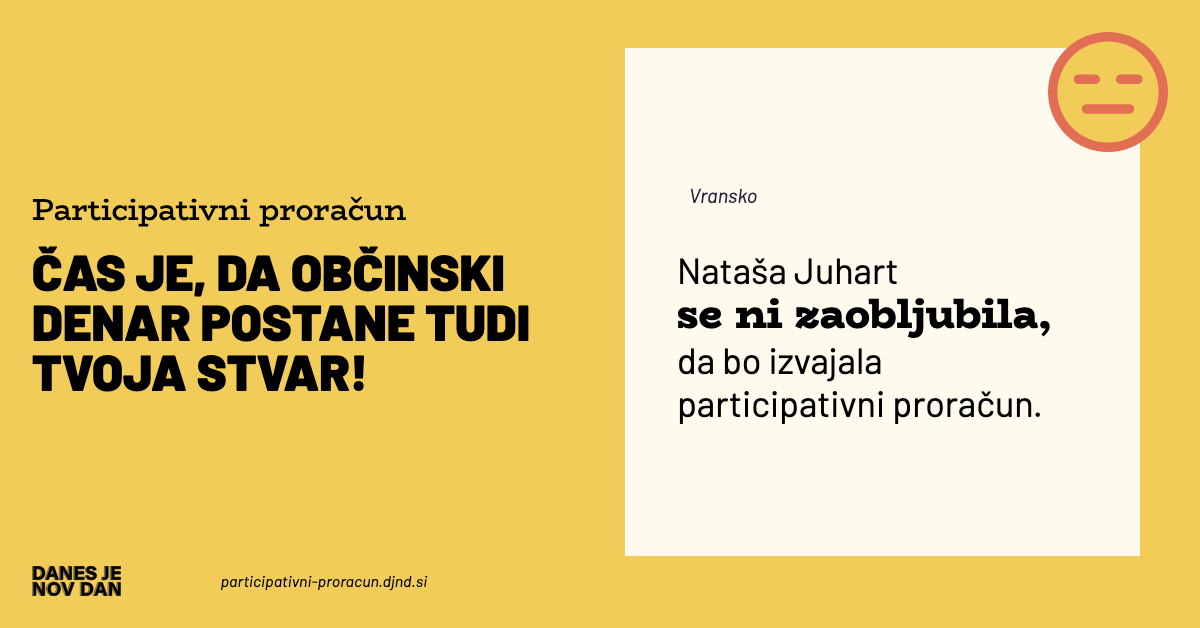 Participativni proračun
ČAS JE, DA OBČINSKI
DENAR POSTANE TUDI
TVOJA STVAR!
DANES JE
NOV DAN
participativni-proracun.djnd.si
Vransko
Nataša Juhart
se ni zaobljubila,
da bo izvajala
participativni proračun.